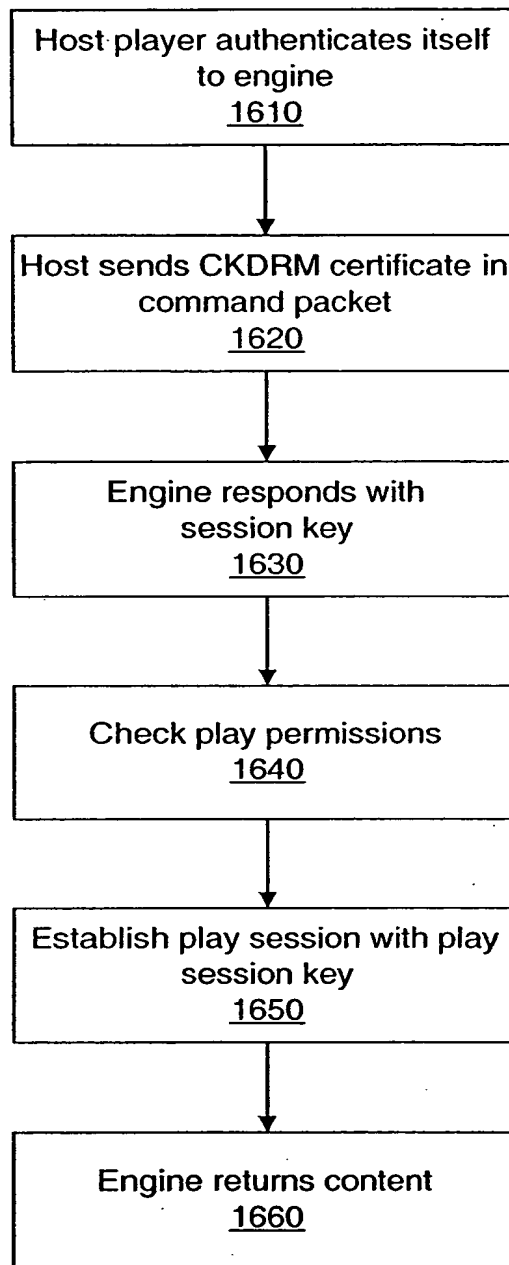 Host player authenticates itself
to engine
1610
Host sends CKDRM certificate in
command packet
1620
Engine responds with
session key
1630
Check play permissions
1640
Establish play session with play
session key
1650
Engine returns content
1660